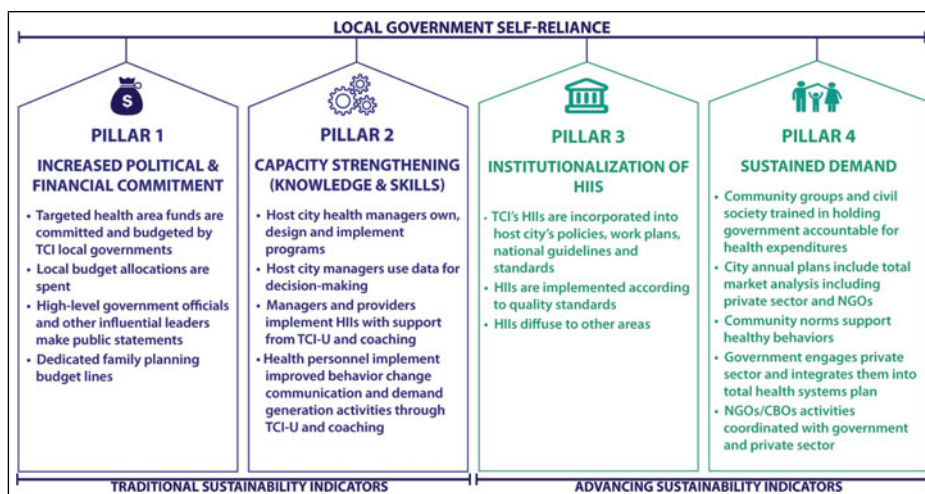 LOCAL GOVERNMENT SELF-RELIANCE
$
PILLAR 1
INCREASED POLITICAL &
FINANCIAL COMMITMENT
• Targeted health area funds are
committed and budgeted by
TCI local governments
• Local budget allocations are
spent
• High-level government officials
and other influential leaders
make public statements
• Dedicated family planning
budget lines
PILLAR 2
CAPACITY STRENGTHENING
(KNOWLEDGE & SKILLS)
• Host city health managers own,
design and implement
programs
• Host city managers use data for
decision-making
• Managers and providers
implement HIIs with support
from TCI-U and coaching
• Health personnel implement
improved behavior change
communication and demand
generation activities through
TCI-U and coaching
PILLAR 3
INSTITUTIONALIZATION OF
HIIS
• TCI's HIIs are incorporated into
host city's policies, work plans,
national guidelines and
standards
• HIIs are implemented according
to quality standards
• HIIs diffuse to other areas
PILLAR 4
SUSTAINED DEMAND
• Community groups and civil
society trained in holding
government accountable for
health expenditures
• City annual plans include total
market analysis including
private sector and NGOs
• Community norms support
healthy behaviors
• Government engages private
sector and integrates them into
total health systems plan
• NGOs/CBOs activities
coordinated with government
and private sector
TRADITIONAL SUSTAINABILITY INDICATORS
ADVANCING SUSTAINABILITY INDICATORS